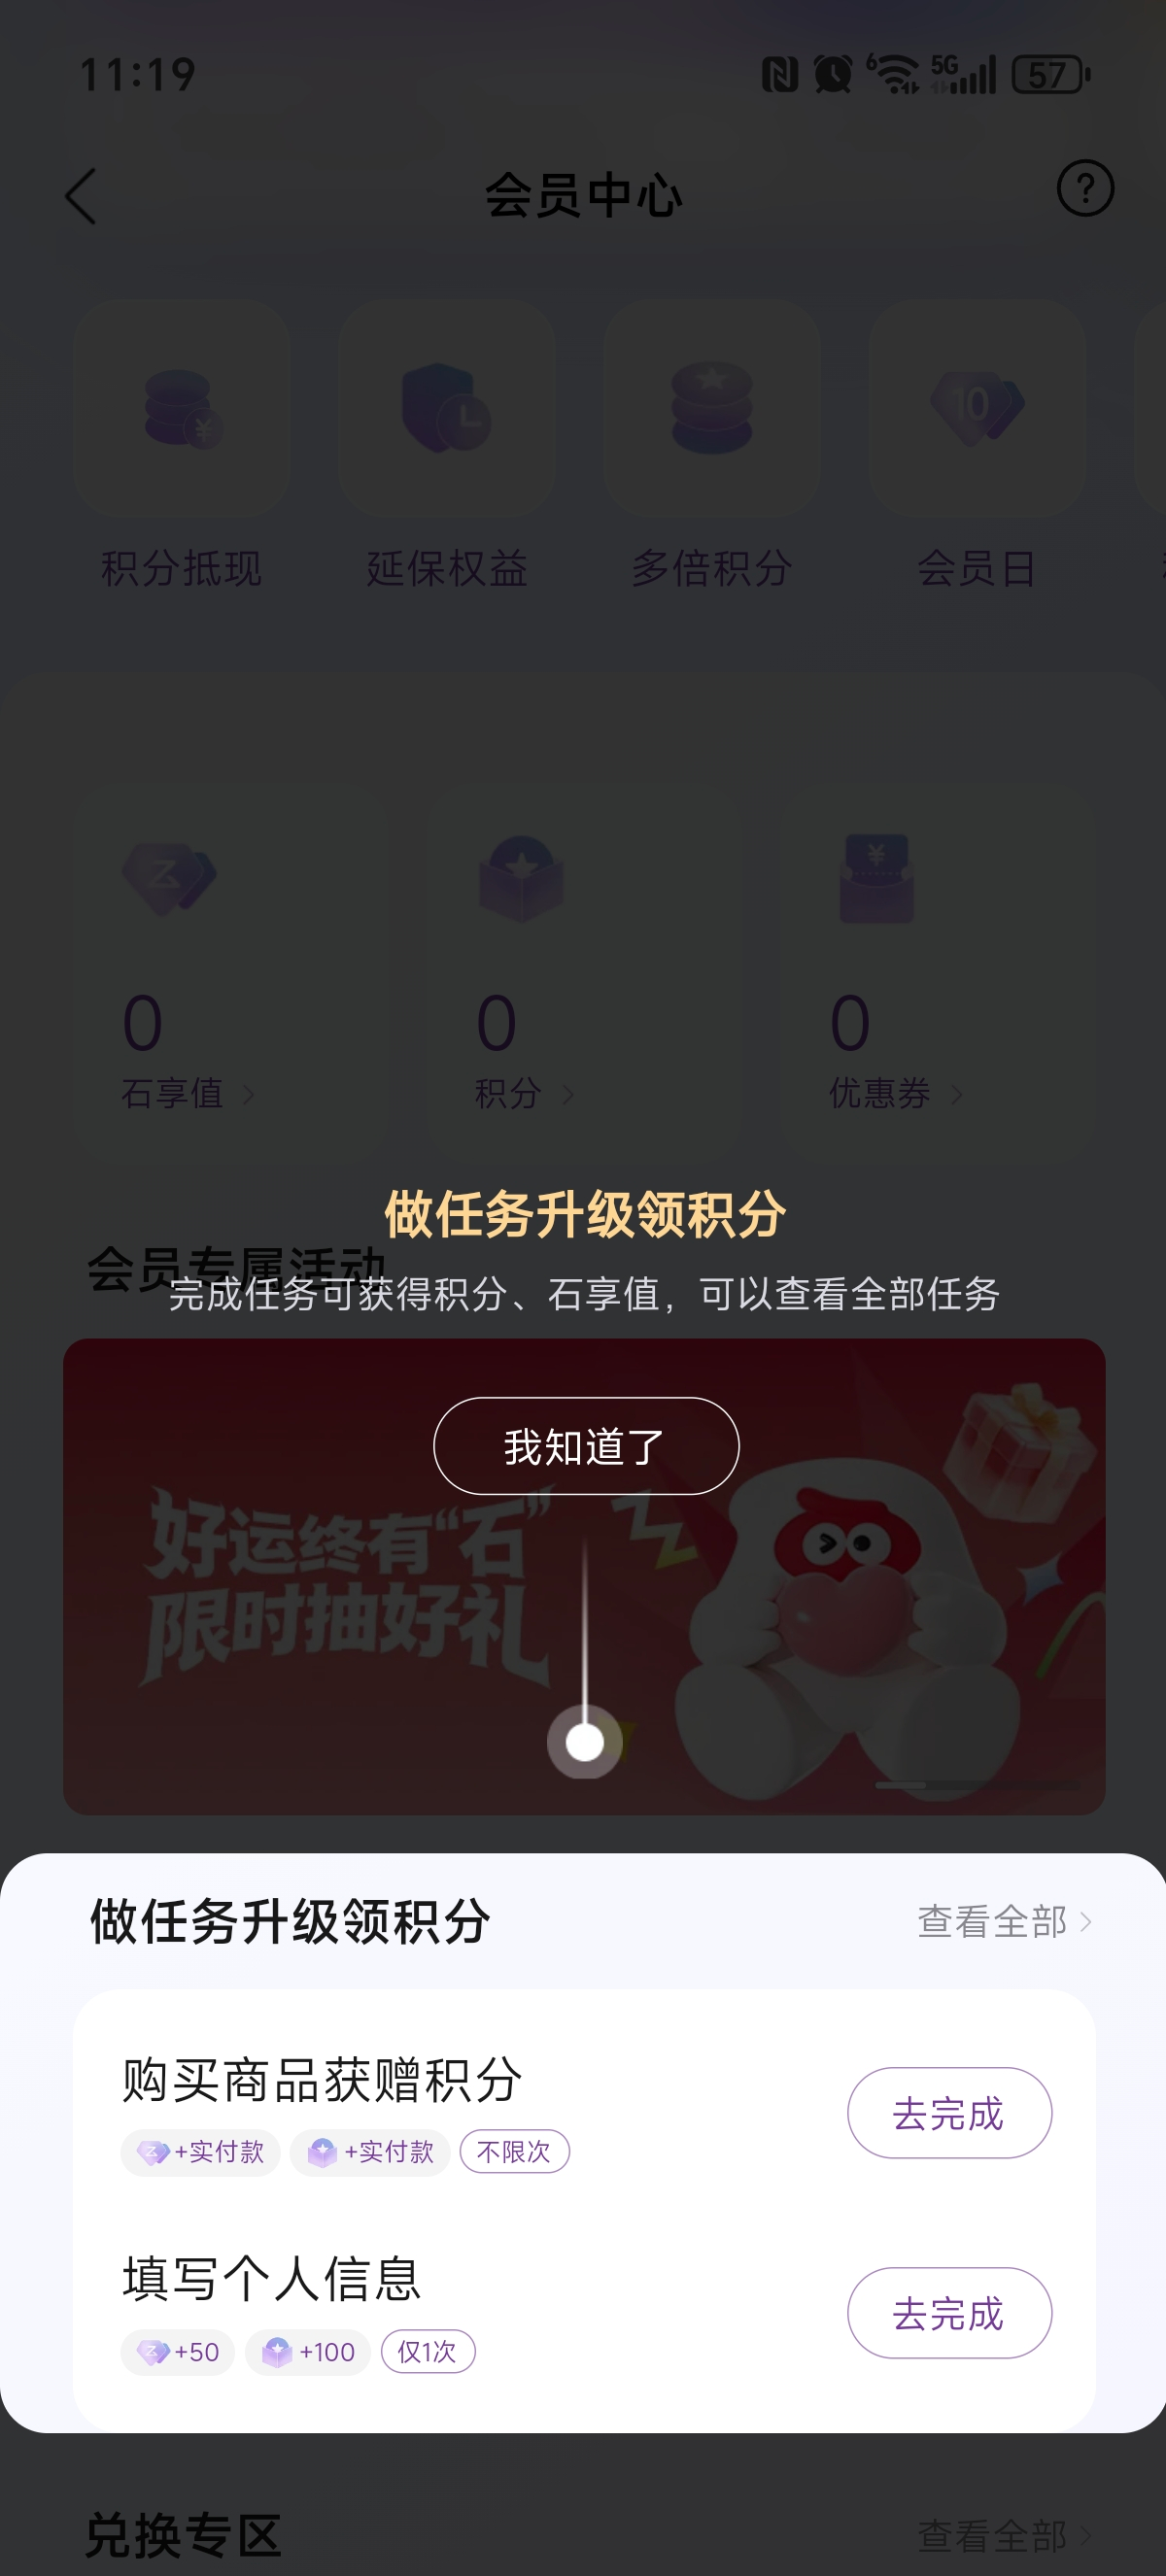 11:19
6
5G
57
会员中心
?
¥
10
积分抵现
延保权益
多倍积分
会员日
¥
0
0
0
石享值
积分
优惠券
做任务升级领积分
会员专属活动
完成任务可获得积分、石享值，可以查看全部任务
我知道了
好运终有“石”
限时抽好礼
做任务升级领积分
查看全部
购买商品获赠积分
+实付款
+实付款
不限次
去完成
填写个人信息
+50
+100
仅1次
去完成
兑换专区
查看全部